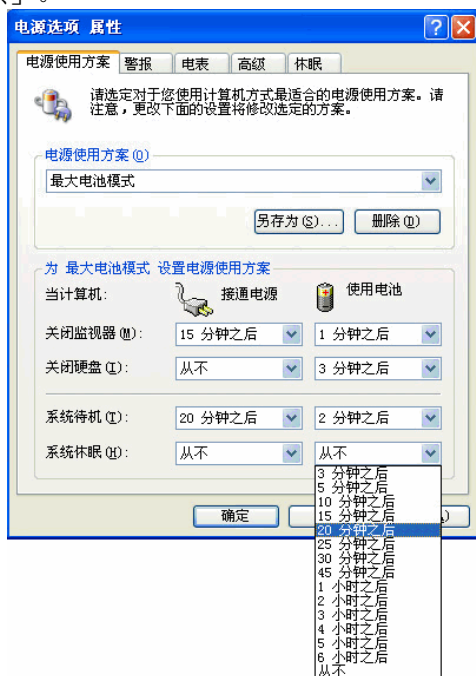 电源选项 属性
电源使用方案
警报
电表
高级
休眠
请选定对于您使用计算机方式最适合的电源使用方案。请
注意，更改下面的设置将修改选定的方案。
电源使用方案(O)
最大电池模式
另存为(S)...
删除(D)
为 最大电池模式 设置电源使用方案
当计算机:
接通电源
使用电池
关闭监视器(M):
15 分钟之后
1 分钟之后
关闭硬盘(I):
从不
3 分钟之后
系统待机(T):
20 分钟之后
2 分钟之后
系统休眠(H):
从不
从不
确定
3 分钟之后
5 分钟之后
10 分钟之后
15 分钟之后
20 分钟之后
25 分钟之后
30 分钟之后
45 分钟之后
1 小时之后
2 小时之后
3 小时之后
4 小时之后
5 小时之后
6 小时之后
从不